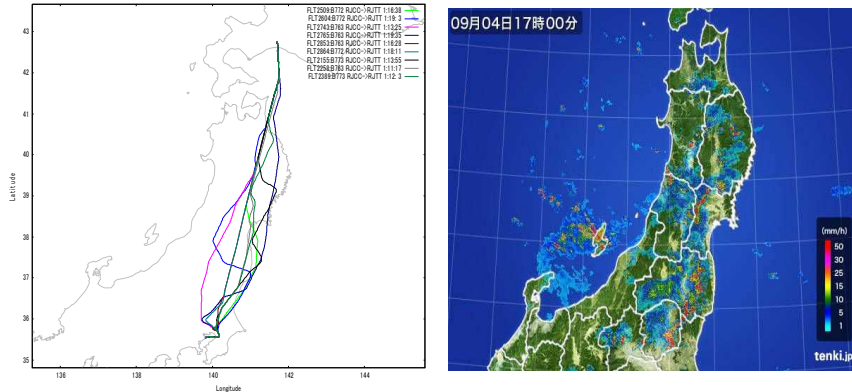 FLT2509:B772 RJCC->RJTT 1:16:38
FLT2604:B772 RJCC->RJTT 1:19: 3
FLT2743:B763 RJCC->RJTT 1:13:25
FLT2765:B763 RJCC->RJTT 1:19:35
FLT2853:B763 RJCC->RJTT 1:16:28
FLT2864:B772 RJCC->RJTT 1:18:11
FLT2155:B773 RJCC->RJTT 1:13:55
FLT2258:B763 RJCC->RJTT 1:11:17
FLT2389:B773 RJCC->RJTT 1:12: 3
43
42
41
40
39
38
37
36
35
Latitude
136
138
140
142
144
Longitude
09月04日17時00分
(mm/h)
50
30
20
15
10
5
1
tenki.jp